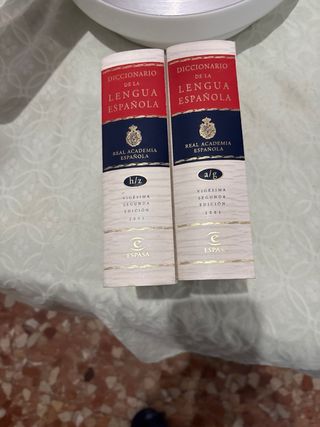 DICCIONARIO
DE LA
LENGUA
ESPAÑOLA
REAL ACADEMIA
ESPAÑOLA
h/z
VIGÉSIMA
SEGUNDA
EDICIÓN
2001
ESPASA
DICCIONARIO
DE LA
LENGUA
ESPAÑOLA
REAL ACADEMIA
ESPAÑOLA
a/g
VIGÉSIMA
SEGUNDA
EDICIÓN
2001
ESPASA